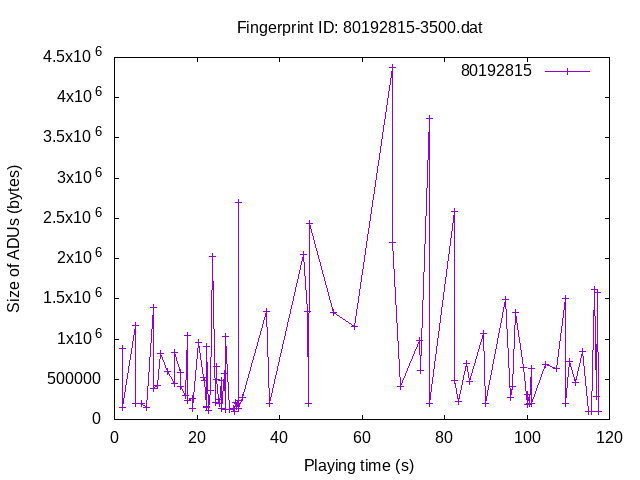 Fingerprint ID: 80192815-3500.dat
80192815
Size of ADUs (bytes)
4.5x10^6
4x10^6
3.5x10^6
3x10^6
2.5x10^6
2x10^6
1.5x10^6
1x10^6
500000
0
0 20 40 60 80 100 120
Playing time (s)